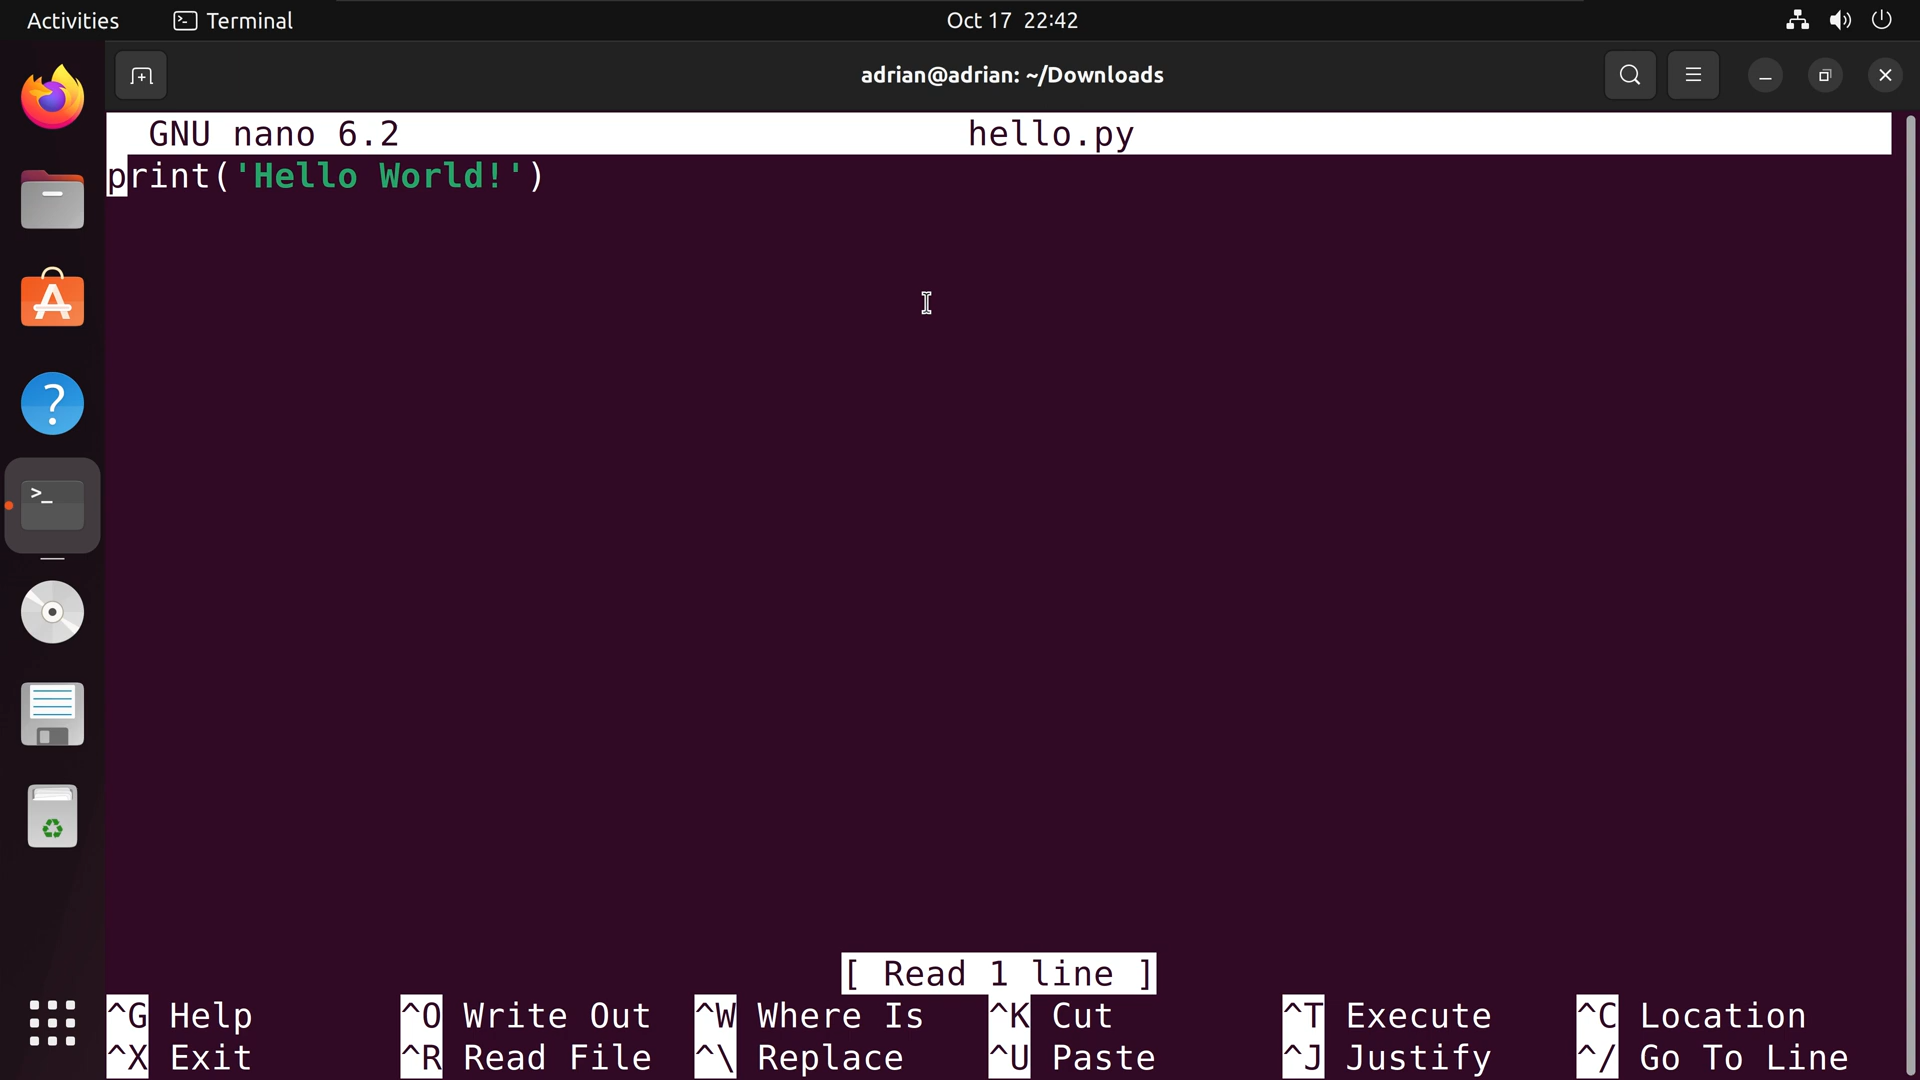 Activities Terminal Oct 17 22:42
adrian@adrian: ~/Downloads
GNU nano 6.2 hello.py
print('Hello World!')
[ Read 1 line ]
^G Help ^O Write Out ^W Where Is ^K Cut ^T Execute ^C Location
^X Exit ^R Read File ^\ Replace ^U Paste ^J Justify ^/ Go To Line